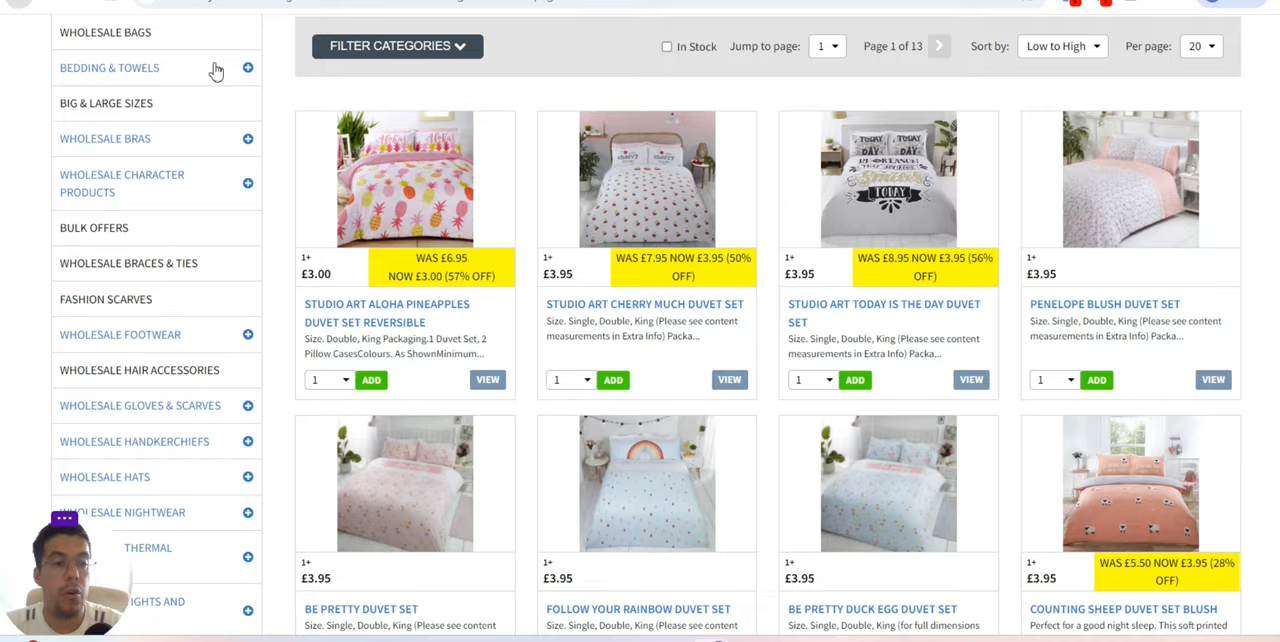 WHOLESALE BAGS
BEDDING & TOWELS
BIG & LARGE SIZES
WHOLESALE BRAS
WHOLESALE CHARACTER
PRODUCTS
BULK OFFERS
WHOLESALE BRACES & TIES
FASHION SCARVES
WHOLESALE FOOTWEAR
WHOLESALE HAIR ACCESSORIES
WHOLESALE GLOVES & SCARVES
WHOLESALE HANDKERCHIEFS
WHOLESALE HATS
WHOLESALE NIGHTWEAR
THERMAL
IGHTS AND
FILTER CATEGORIES
In Stock Jump to page: 1 Page 1 of 13 Sort by: Low to High Per page: 20
TODAY TODAY
DAY DAY
TODAY
1+
£3.00
WAS £6.95
NOW £3.00 (57% OFF)
STUDIO ART ALOHA PINEAPPLES
DUVET SET REVERSIBLE
Size. Double, King Packaging.1 Duvet Set, 2
Pillow CasesColours. As ShownMinimum...
1 ADD VIEW
1+
£3.95
WAS £7.95 NOW £3.95 (50%
OFF)
STUDIO ART CHERRY MUCH DUVET SET
Size. Single, Double, King (Please see content
measurements in Extra Info) Packa...
1 ADD VIEW
1+
£3.95
WAS £8.95 NOW £3.95 (56%
OFF)
STUDIO ART TODAY IS THE DAY DUVET
SET
Size. Single, Double, King (Please see content
measurements in Extra Info) Packa...
1 ADD VIEW
1+
£3.95
PENELOPE BLUSH DUVET SET
Size. Single, Double, King (Please see content
measurements in Extra Info) Packa...
1 ADD VIEW
1+
£3.95
BE PRETTY DUVET SET
Size. Single, Double, King (Please see content
1+
£3.95
FOLLOW YOUR RAINBOW DUVET SET
Size. Single, Double, King (Please see content
1+
£3.95
BE PRETTY DUCK EGG DUVET SET
Size. Single, Double, King (for full dimensions
1+
£3.95
WAS £5.50 NOW £3.95 (28%
OFF)
COUNTING SHEEP DUVET SET BLUSH
Perfect for a good night sleep. This soft printed